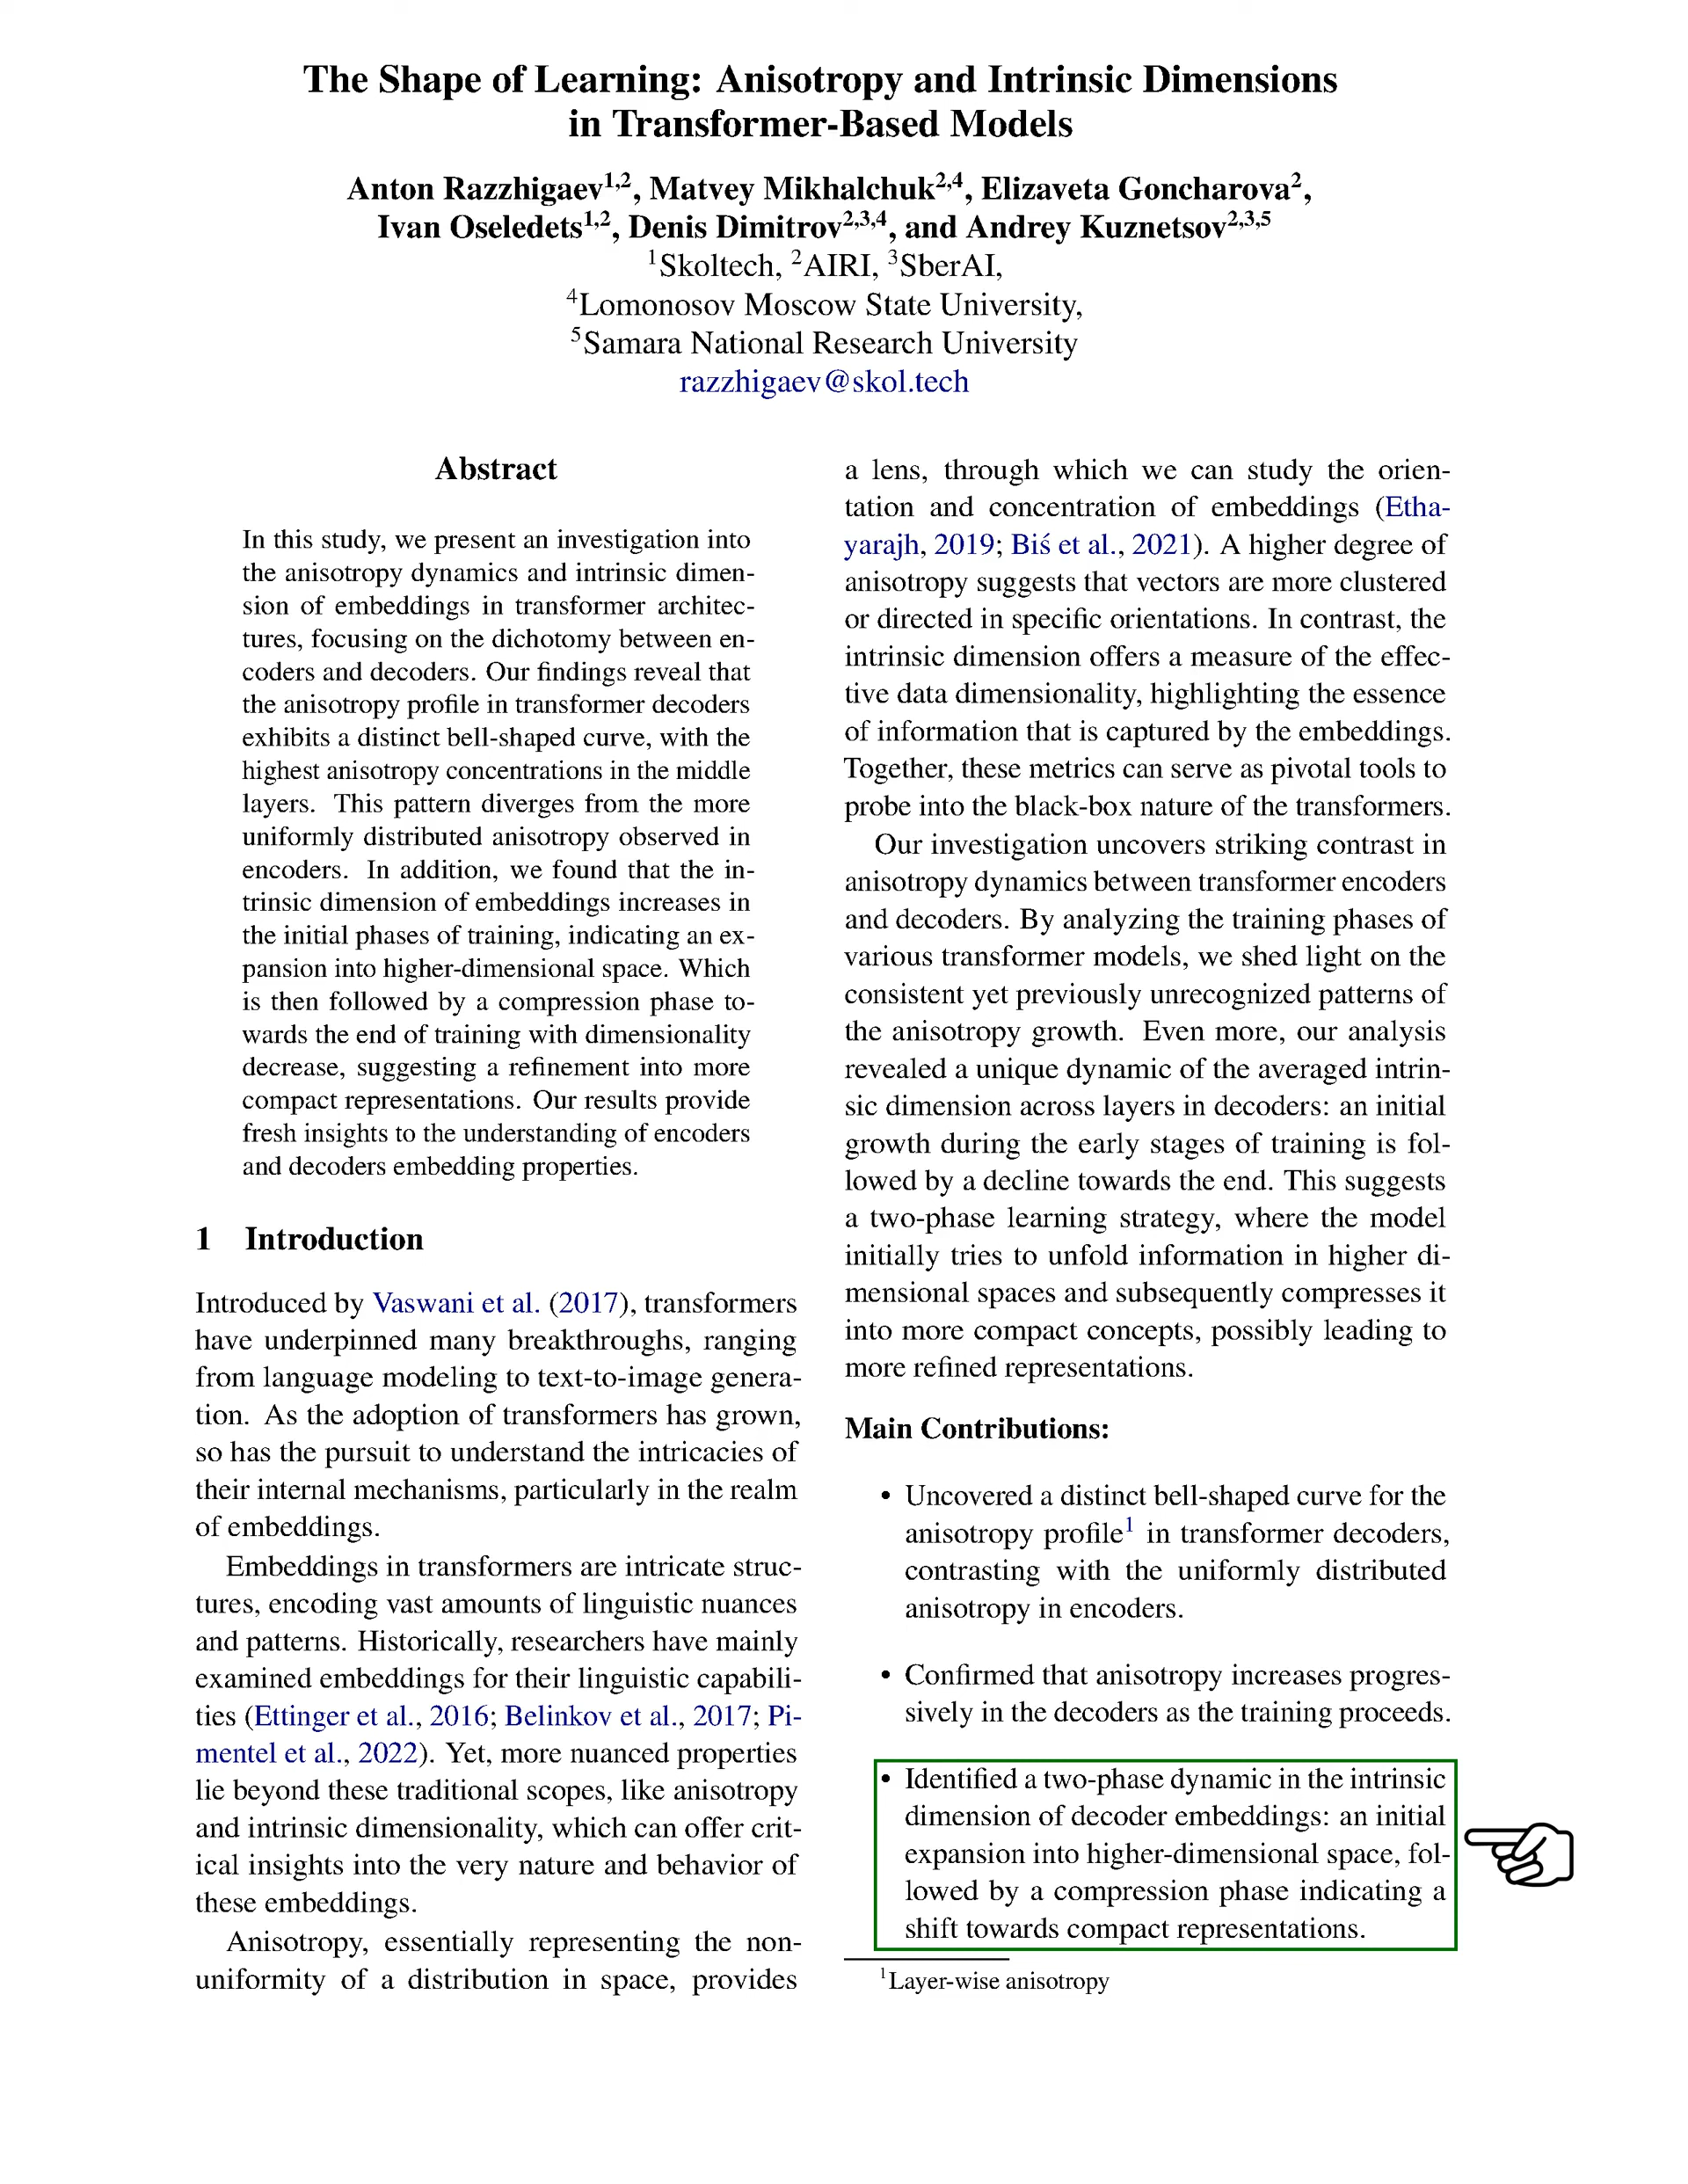 The Shape of Learning: Anisotropy and Intrinsic Dimensions
in Transformer-Based Models
Anton Razzhigaev1,2, Matvey Mikhalchuk2,4, Elizaveta Goncharova2,
Ivan Oseledets1,2, Denis Dimitrov2,3,4, and Andrey Kuznetsov2,3,5
1Skoltech, 2AIRI, 3SberAI,
4Lomonosov Moscow State University,
5Samara National Research University
razzhigaev@skol.tech
Abstract
In this study, we present an investigation into
the anisotropy dynamics and intrinsic dimen-
sion of embeddings in transformer architec-
tures, focusing on the dichotomy between en-
coders and decoders. Our findings reveal that
the anisotropy profile in transformer decoders
exhibits a distinct bell-shaped curve, with the
highest anisotropy concentrations in the middle
layers. This pattern diverges from the more
uniformly distributed anisotropy observed in
encoders. In addition, we found that the in-
trinsic dimension of embeddings increases in
the initial phases of training, indicating an ex-
pansion into higher-dimensional space. Which
is then followed by a compression phase to-
wards the end of training with dimensionality
decrease, suggesting a refinement into more
compact representations. Our results provide
fresh insights to the understanding of encoders
and decoders embedding properties.
1 Introduction
Introduced by Vaswani et al. (2017), transformers
have underpinned many breakthroughs, ranging
from language modeling to text-to-image genera-
tion. As the adoption of transformers has grown,
so has the pursuit to understand the intricacies of
their internal mechanisms, particularly in the realm
of embeddings.
Embeddings in transformers are intricate struc-
tures, encoding vast amounts of linguistic nuances
and patterns. Historically, researchers have mainly
examined embeddings for their linguistic capabili-
ties (Ettinger et al., 2016; Belinkov et al., 2017; Pi-
mentel et al., 2022). Yet, more nuanced properties
lie beyond these traditional scopes, like anisotropy
and intrinsic dimensionality, which can offer crit-
ical insights into the very nature and behavior of
these embeddings.
Anisotropy, essentially representing the non-
uniformity of a distribution in space, provides
a lens, through which we can study the orien-
tation and concentration of embeddings (Etha-
yarajh, 2019; Biś et al., 2021). A higher degree of
anisotropy suggests that vectors are more clustered
or directed in specific orientations. In contrast, the
intrinsic dimension offers a measure of the effec-
tive data dimensionality, highlighting the essence
of information that is captured by the embeddings.
Together, these metrics can serve as pivotal tools to
probe into the black-box nature of the transformers.
Our investigation uncovers striking contrast in
anisotropy dynamics between transformer encoders
and decoders. By analyzing the training phases of
various transformer models, we shed light on the
consistent yet previously unrecognized patterns of
the anisotropy growth. Even more, our analysis
revealed a unique dynamic of the averaged intrin-
sic dimension across layers in decoders: an initial
growth during the early stages of training is fol-
lowed by a decline towards the end. This suggests
a two-phase learning strategy, where the model
initially tries to unfold information in higher di-
mensional spaces and subsequently compresses it
into more compact concepts, possibly leading to
more refined representations.
Main Contributions:
• Uncovered a distinct bell-shaped curve for the
anisotropy profile1 in transformer decoders,
contrasting with the uniformly distributed
anisotropy in encoders.
• Confirmed that anisotropy increases progres-
sively in the decoders as the training proceeds.
• Identified a two-phase dynamic in the intrinsic
dimension of decoder embeddings: an initial
expansion into higher-dimensional space, fol-
lowed by a compression phase indicating a
shift towards compact representations.
1Layer-wise anisotropy